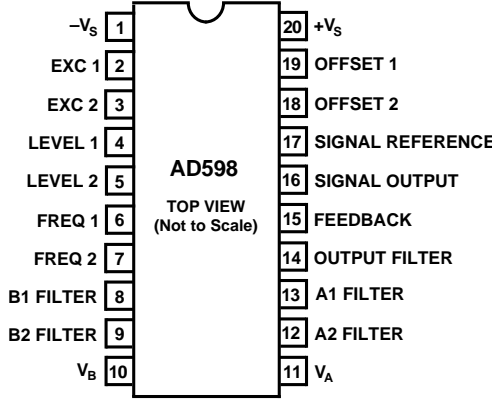 –VS 1 20 +VS
EXC 1 2 19 OFFSET 1
EXC 2 3 18 OFFSET 2
LEVEL 1 4 17 SIGNAL REFERENCE
LEVEL 2 5 16 SIGNAL OUTPUT
FREQ 1 6 15 FEEDBACK
FREQ 2 7 14 OUTPUT FILTER
B1 FILTER 8 13 A1 FILTER
B2 FILTER 9 12 A2 FILTER
VB 10 11 VA
AD598
TOP VIEW
(Not to Scale)